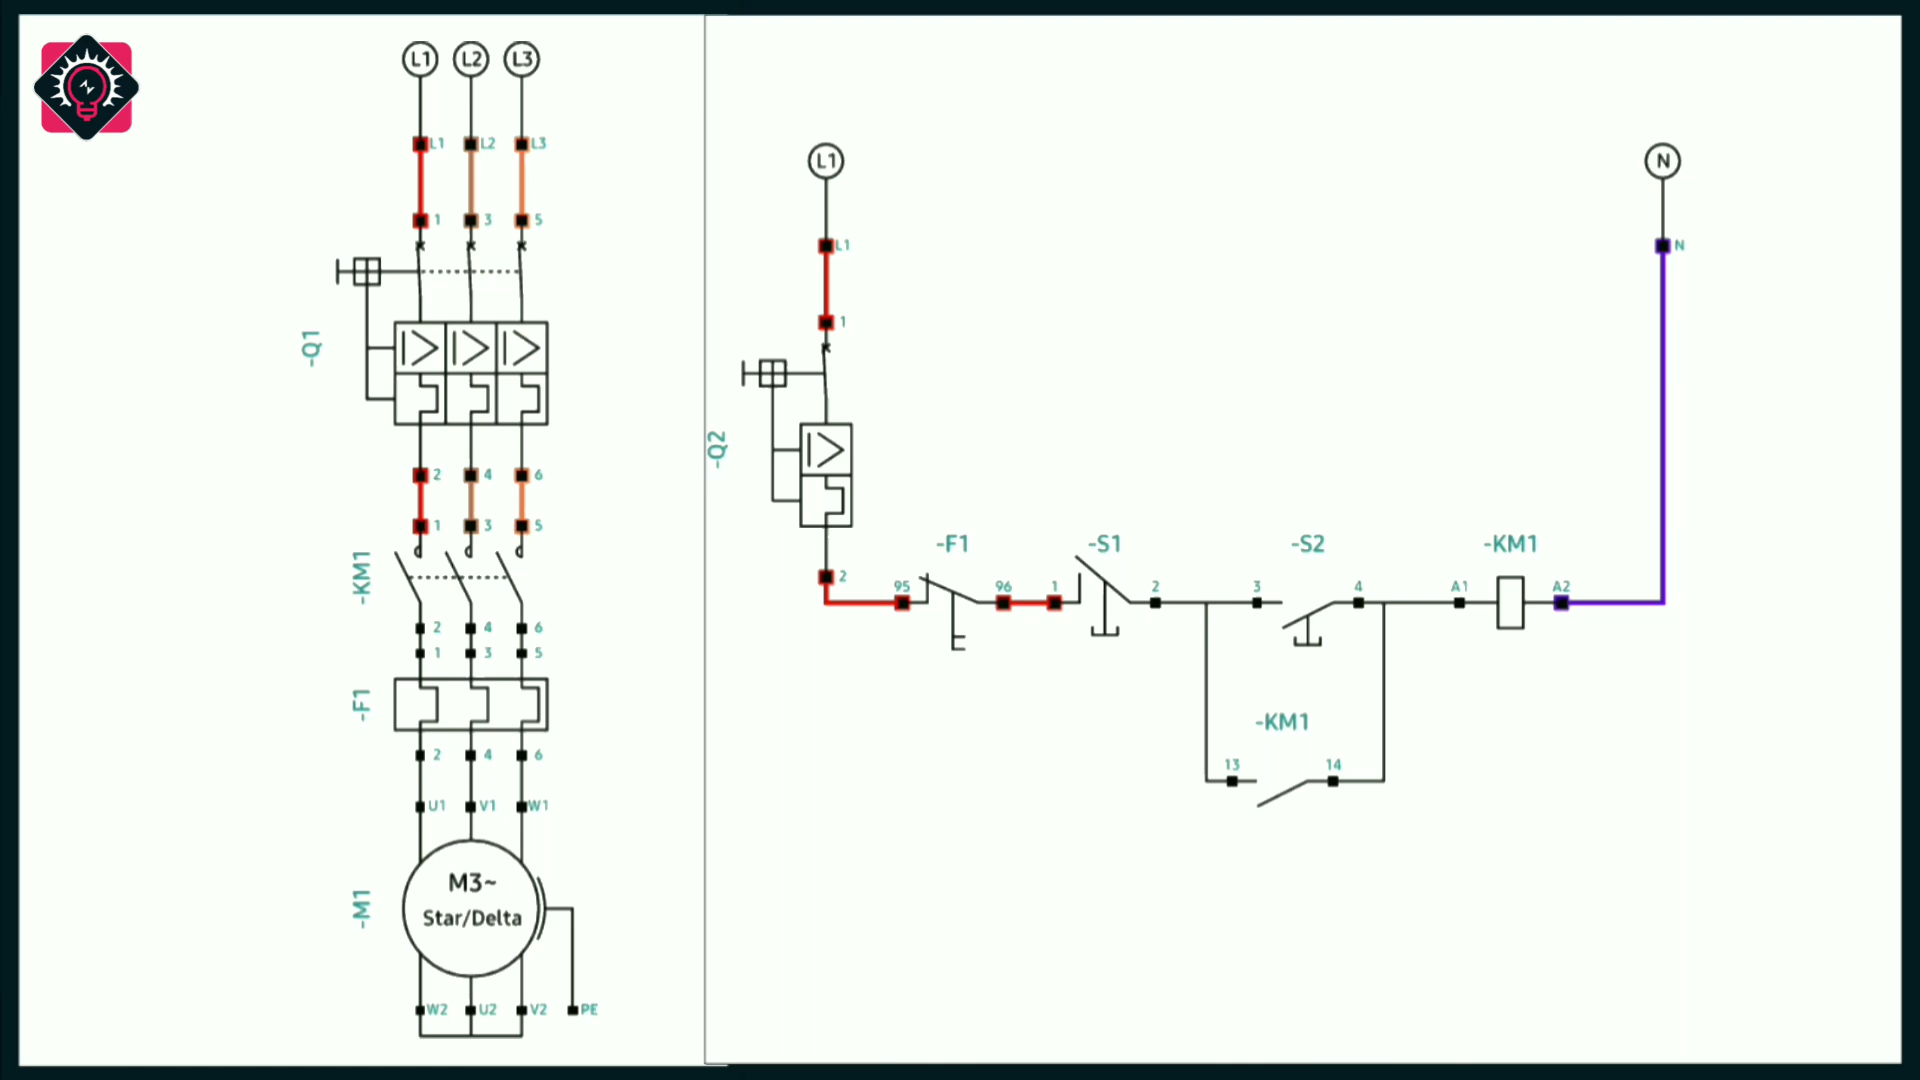 L1 L2 L3
L1 L2 L3
1 3 5
-Q1
2 4 6
1 3 5
-KM1
2 4 6
1 3 5
-F1
2 4 6
U1 V1 W1
-M1
M3~
Star/Delta
W2 U2 V2 PE
L1 N
L1 N
1
-Q2
2
-F1 -S1 -S2 -KM1
95 96 1 2 3 4 A1 A2
-KM1
13 14